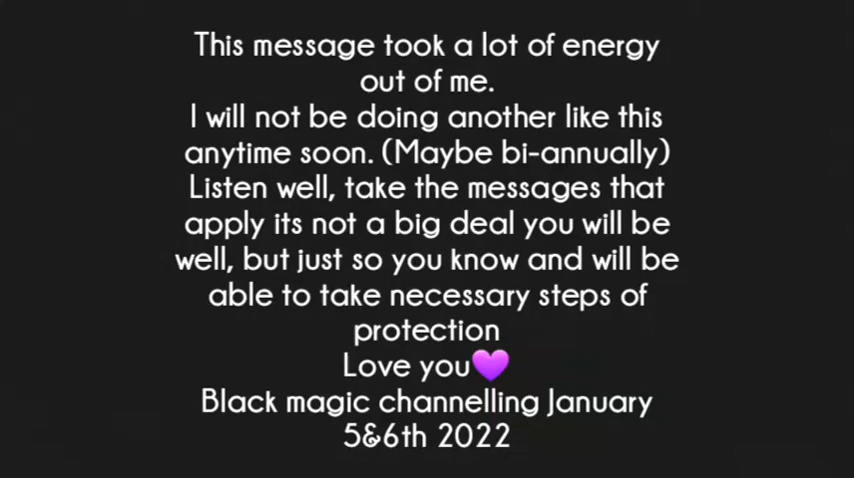 This message took a lot of energy
out of me.
I will not be doing another like this
anytime soon. (Maybe bi-annually)
Listen well, take the messages that
apply its not a big deal you will be
well, but just so you know and will be
able to take necessary steps of
protection
Love you💜
Black magic channelling January
5&6th 2022